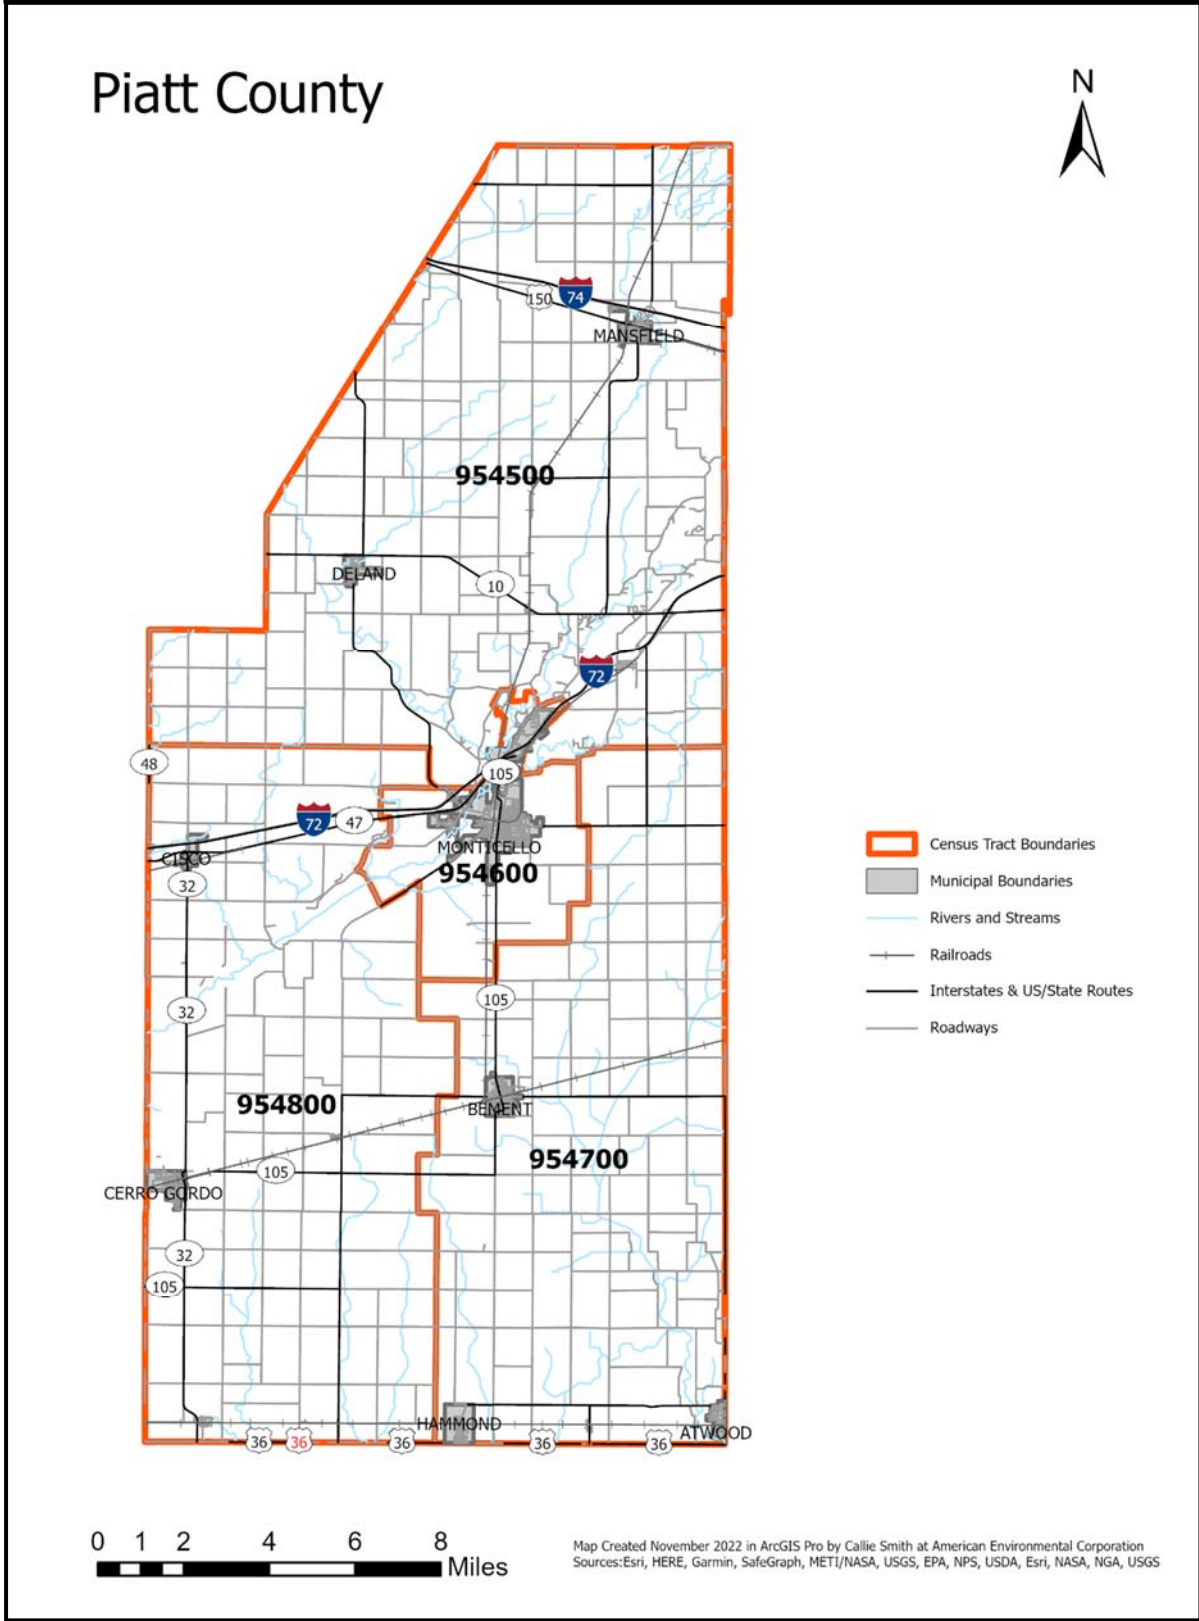 Piatt County
N
150
74
MANSFIELD
954500
DELAND
10
72
48
105
72
47
CISCO
MONTICELLO
32
954600
105
32
954800
BEMENT
954700
105
CERRO GORDO
32
105
HAMMOND
ATWOOD
36
36
36
36
36
Census Tract Boundaries
Municipal Boundaries
Rivers and Streams
Railroads
Interstates & US/State Routes
Roadways
0 1 2 4 6 8
Miles
Map Created November 2022 in ArcGIS Pro by Callie Smith at American Environmental Corporation
Sources:Esri, HERE, Garmin, SafeGraph, METI/NASA, USGS, EPA, NPS, USDA, Esri, NASA, NGA, USGS